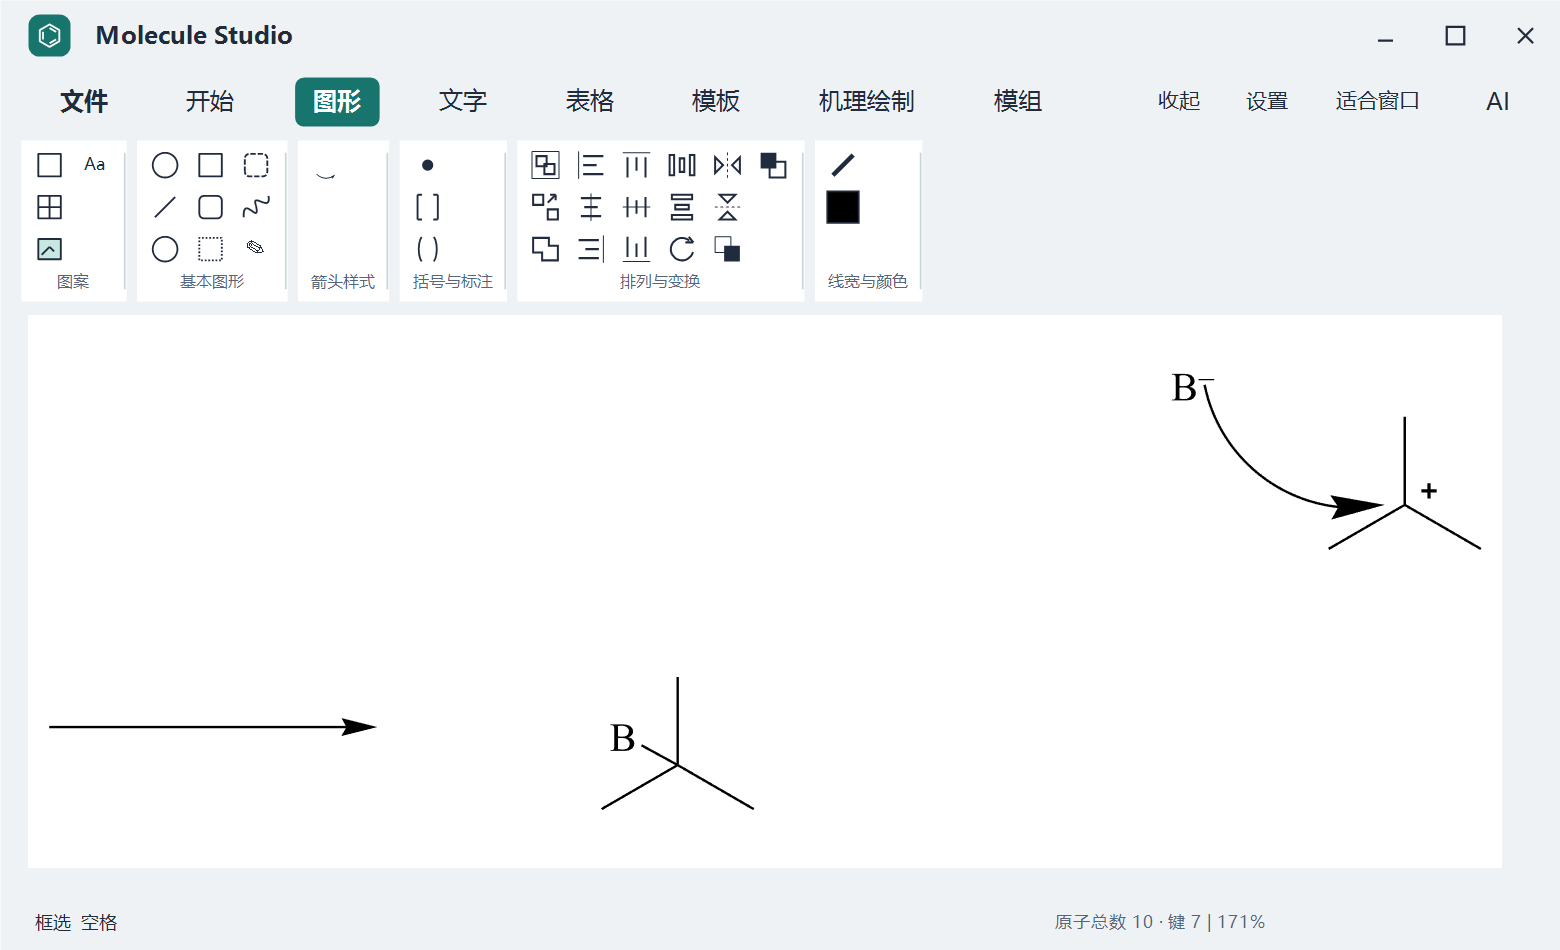 Molecule Studio
文件 开始 图形 文字 表格 模板 机理绘制 模组 收起 设置 适合窗口 AI
Aa
图案 基本图形 箭头样式 括号与标注 排列与变换 线宽与颜色
B−
+
B
框选 空格 原子总数 10 · 键 7 | 171%